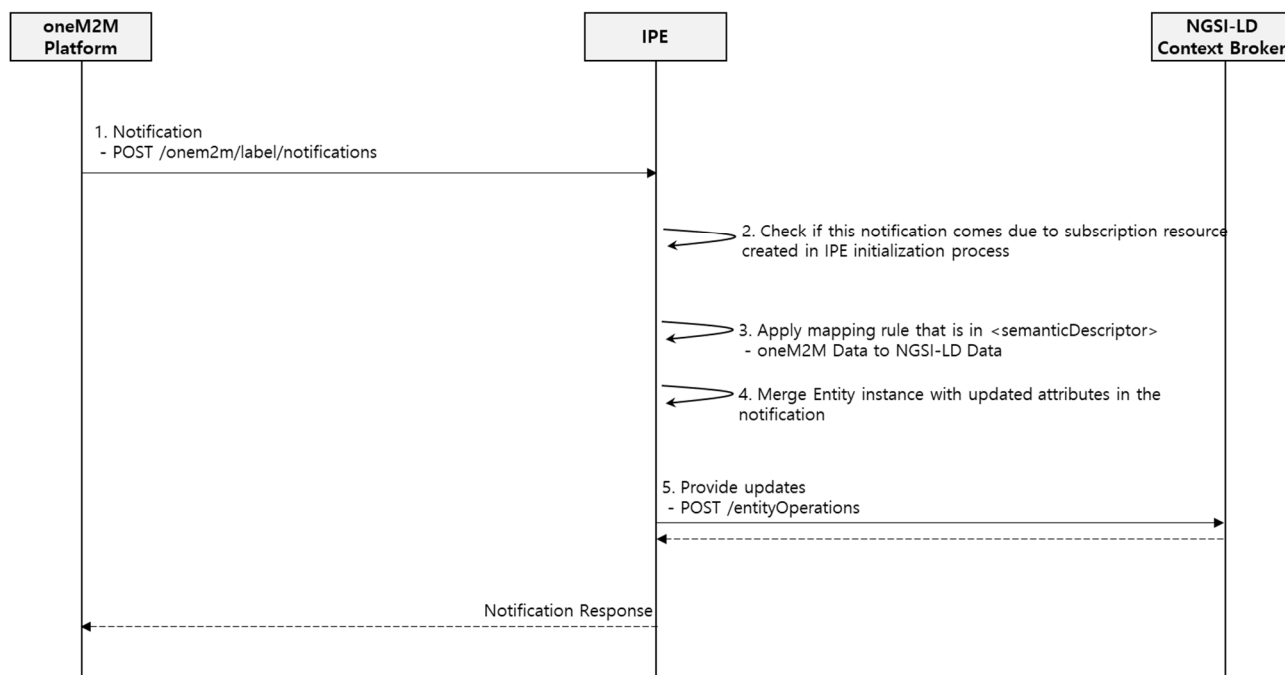 oneM2M
Platform
IPE
NGSI-LD
Context Broker
1. Notification
- POST /onem2m/label/notifications
2. Check if this notification comes due to subscription resource
created in IPE initialization process
3. Apply mapping rule that is in <semanticDescriptor>
- oneM2M Data to NGSI-LD Data
4. Merge Entity instance with updated attributes in the
notification
5. Provide updates
- POST /entityOperations
Notification Response